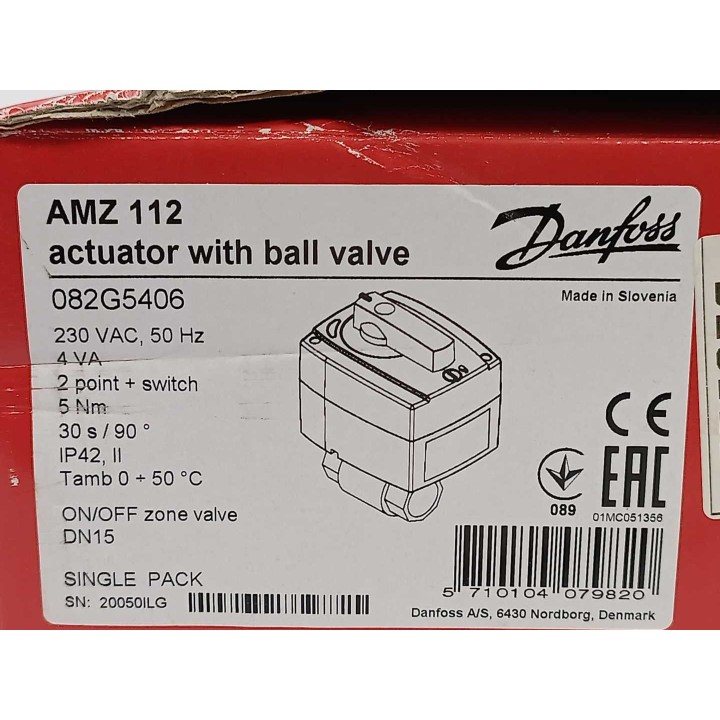 AMZ 112
actuator with ball valve
Danfoss
082G5406
Made in Slovenia
230 VAC, 50 Hz
4 VA
2 point + switch
5 Nm
30 s / 90 °
IP42, II
Tamb 0 + 50 °C
CE
EAC
089
01MC051356
ON/OFF zone valve
DN15
SINGLE PACK
SN: 20050ILG
5 710104 079820
Danfoss A/S, 6430 Nordborg, Denmark